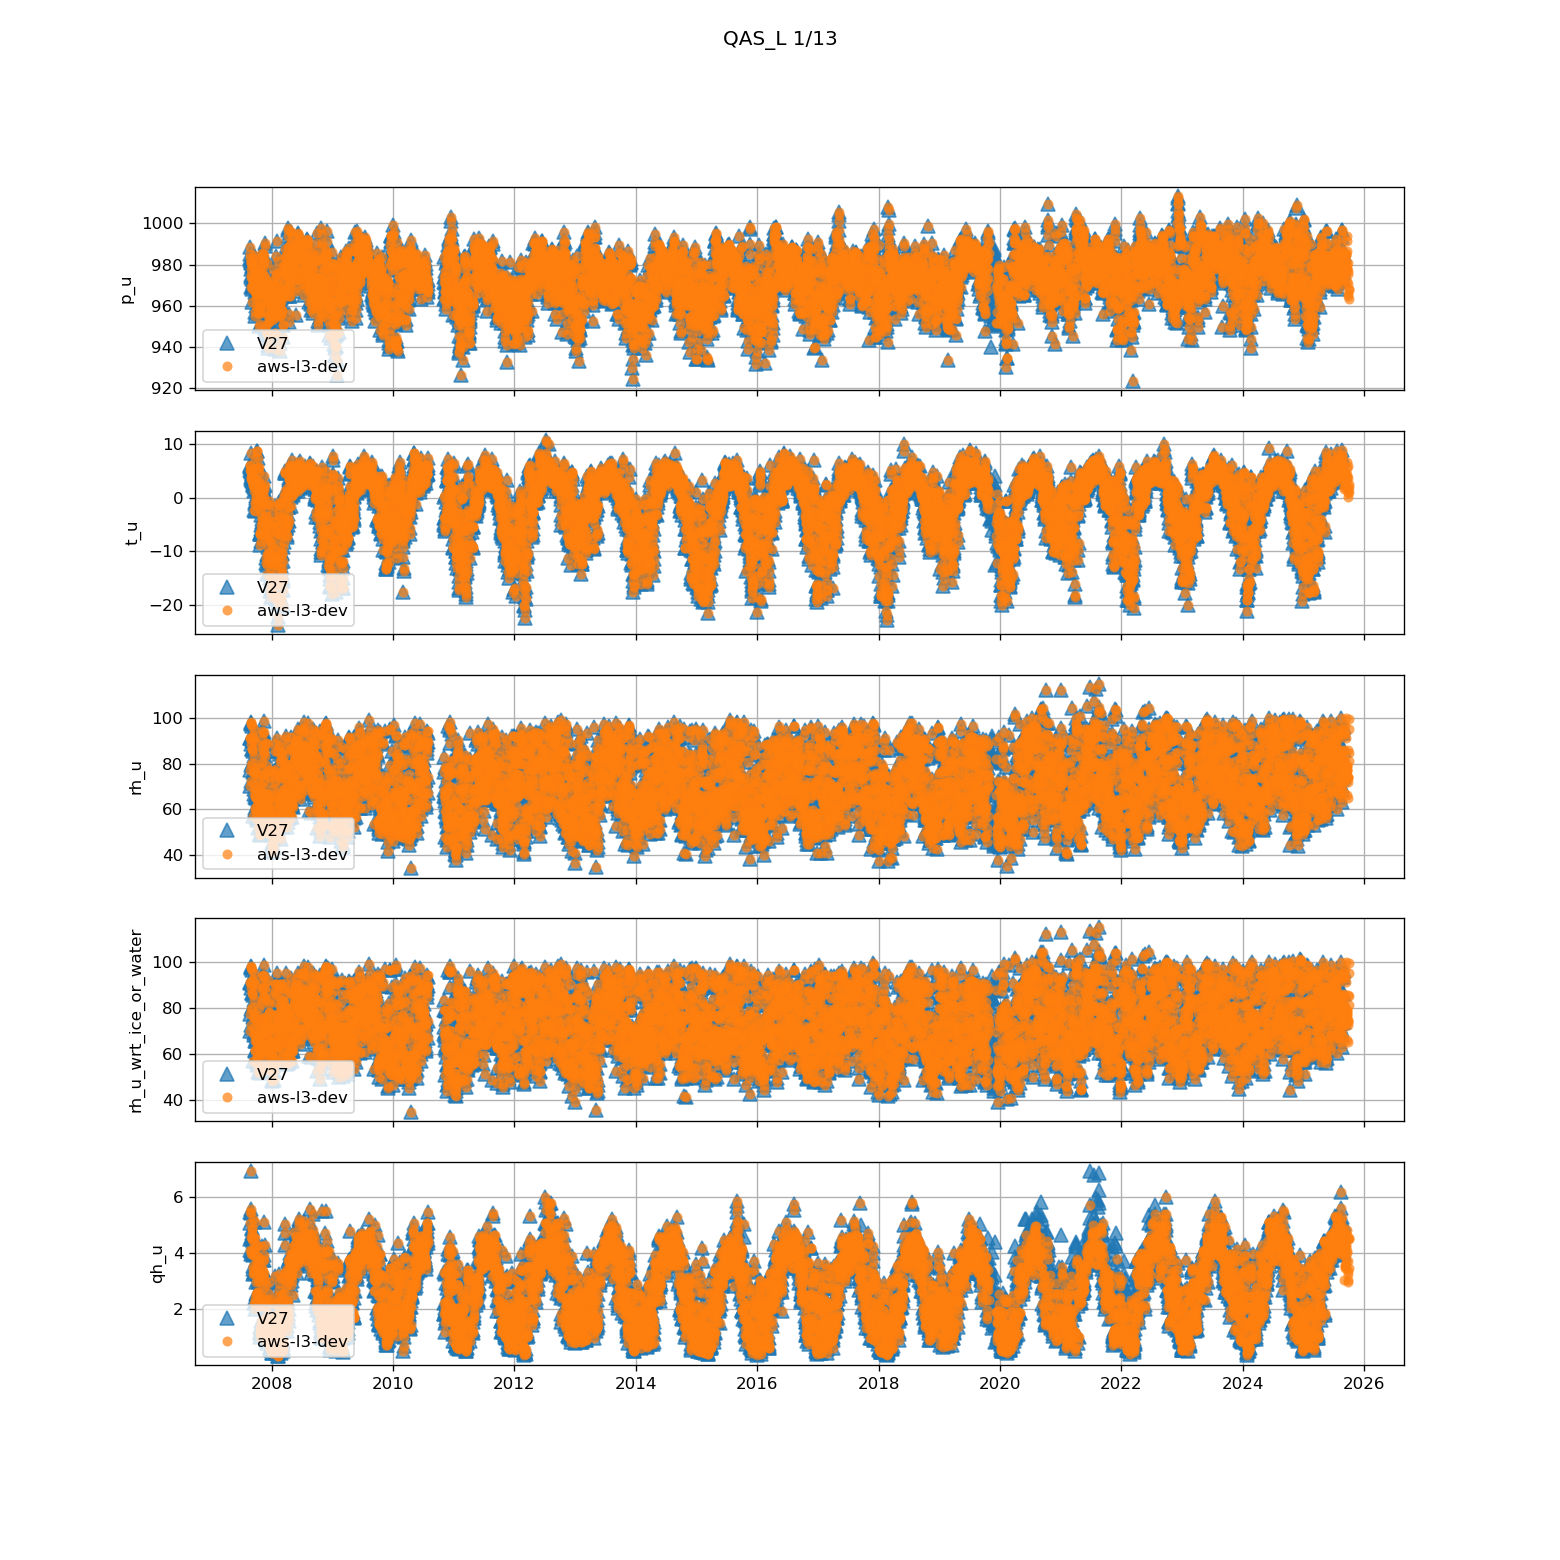 QAS_L 1/13
1000
980
960
940
920
p_u
V27
aws-l3-dev
10
0
−10
−20
t_u
V27
aws-l3-dev
100
80
60
40
rh_u
V27
aws-l3-dev
100
80
60
40
rh_u_wrt_ice_or_water
V27
aws-l3-dev
6
4
2
qh_u
V27
aws-l3-dev
2008 2010 2012 2014 2016 2018 2020 2022 2024 2026